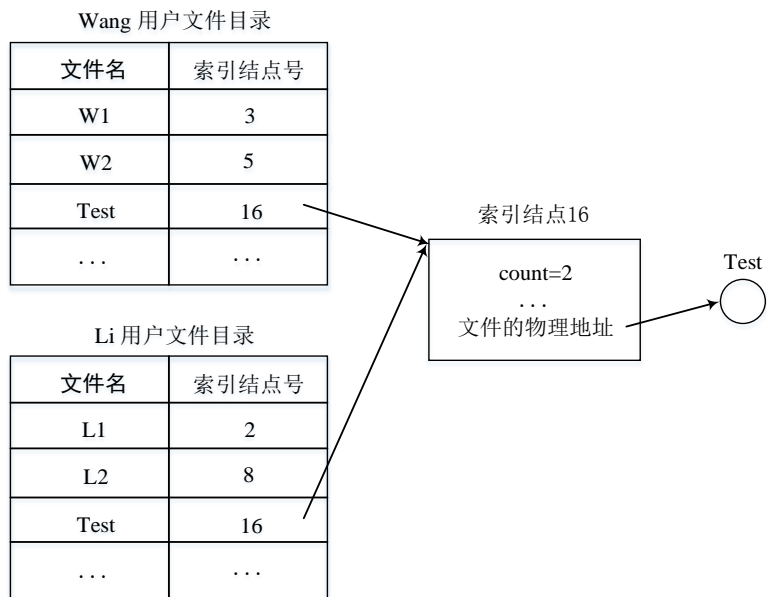 Wang 用户文件目录
文件名 索引结点号
W1 3
W2 5
Test 16
... ...
索引结点16
count=2
...
文件的物理地址
Test
Li 用户文件目录
文件名 索引结点号
L1 2
L2 8
Test 16
... ...